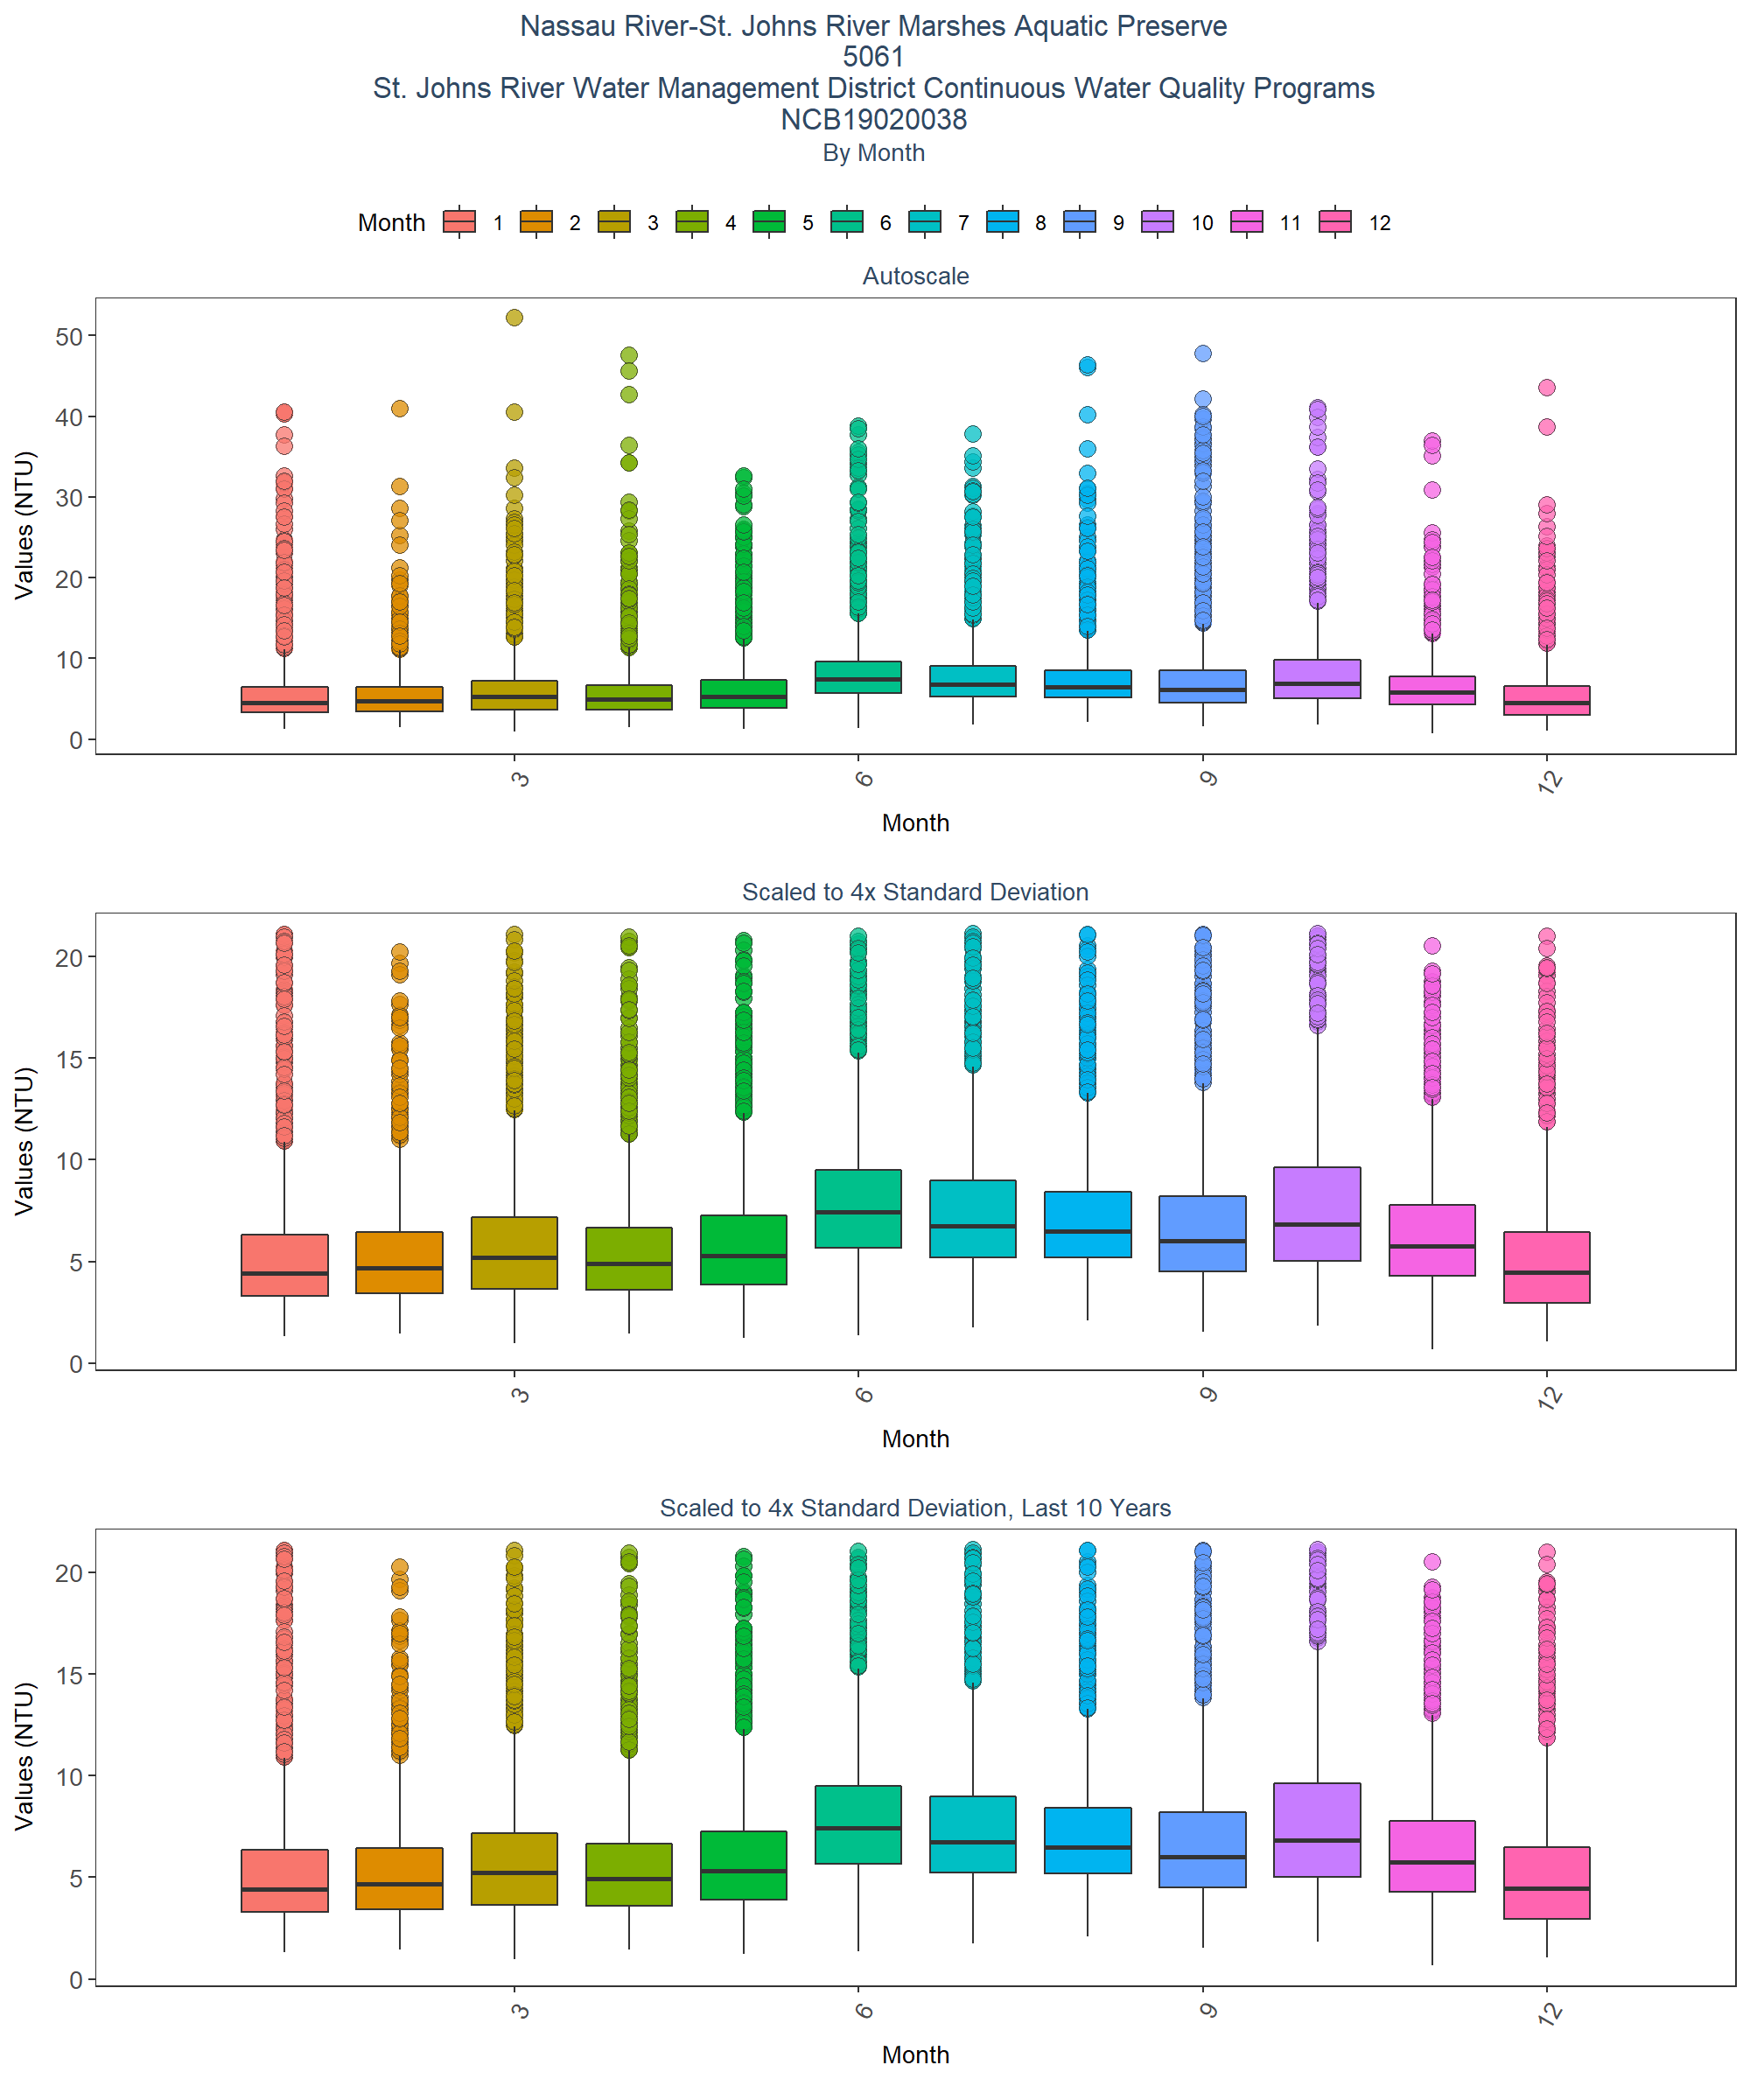 Nassau River-St. Johns River Marshes Aquatic Preserve
5061
St. Johns River Water Management District Continuous Water Quality Programs
NCB19020038
By Month
Month 1 2 3 4 5 6 7 8 9 10 11 12
Autoscale
Values (NTU)
50
40
30
20
10
0
3 6 9 12
Month
Scaled to 4x Standard Deviation
Values (NTU)
20
15
10
5
0
3 6 9 12
Month
Scaled to 4x Standard Deviation, Last 10 Years
Values (NTU)
20
15
10
5
0
3 6 9 12
Month